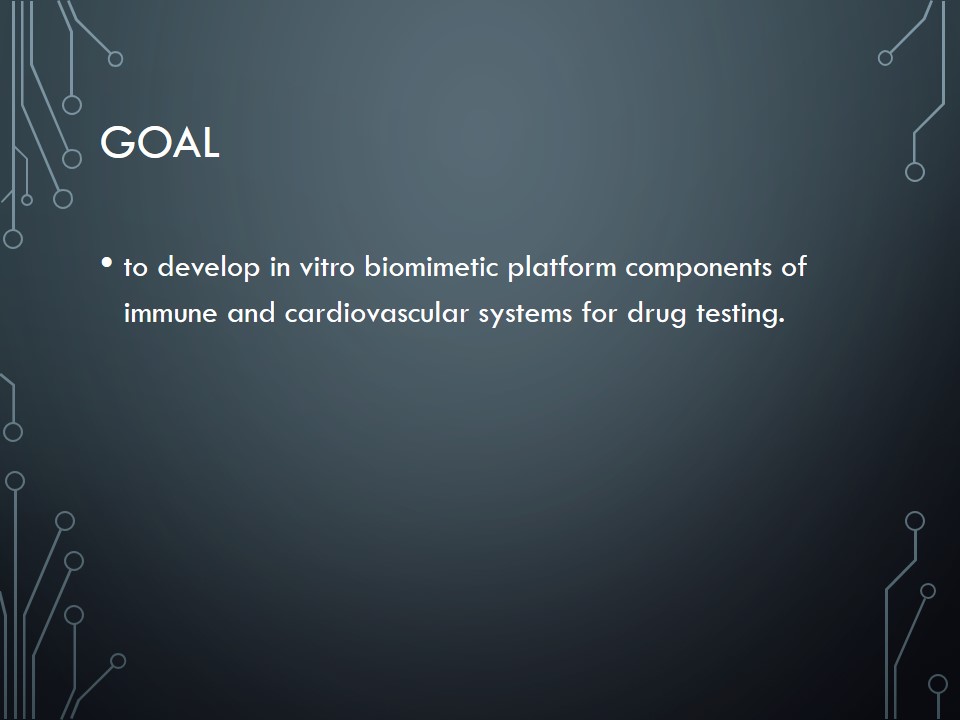 GOAL
• to develop in vitro biomimetic platform components of
immune and cardiovascular systems for drug testing.